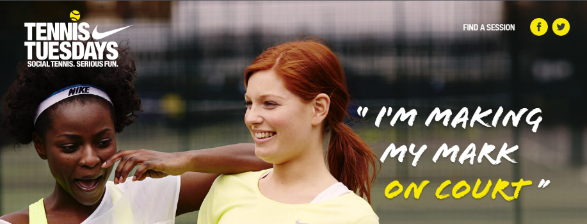 TENNIS
TUESDAYS
SOCIAL TENNIS. SERIOUS FUN.
FIND A SESSION
NIKE
" I'M MAKING
MY MARK
ON COURT "